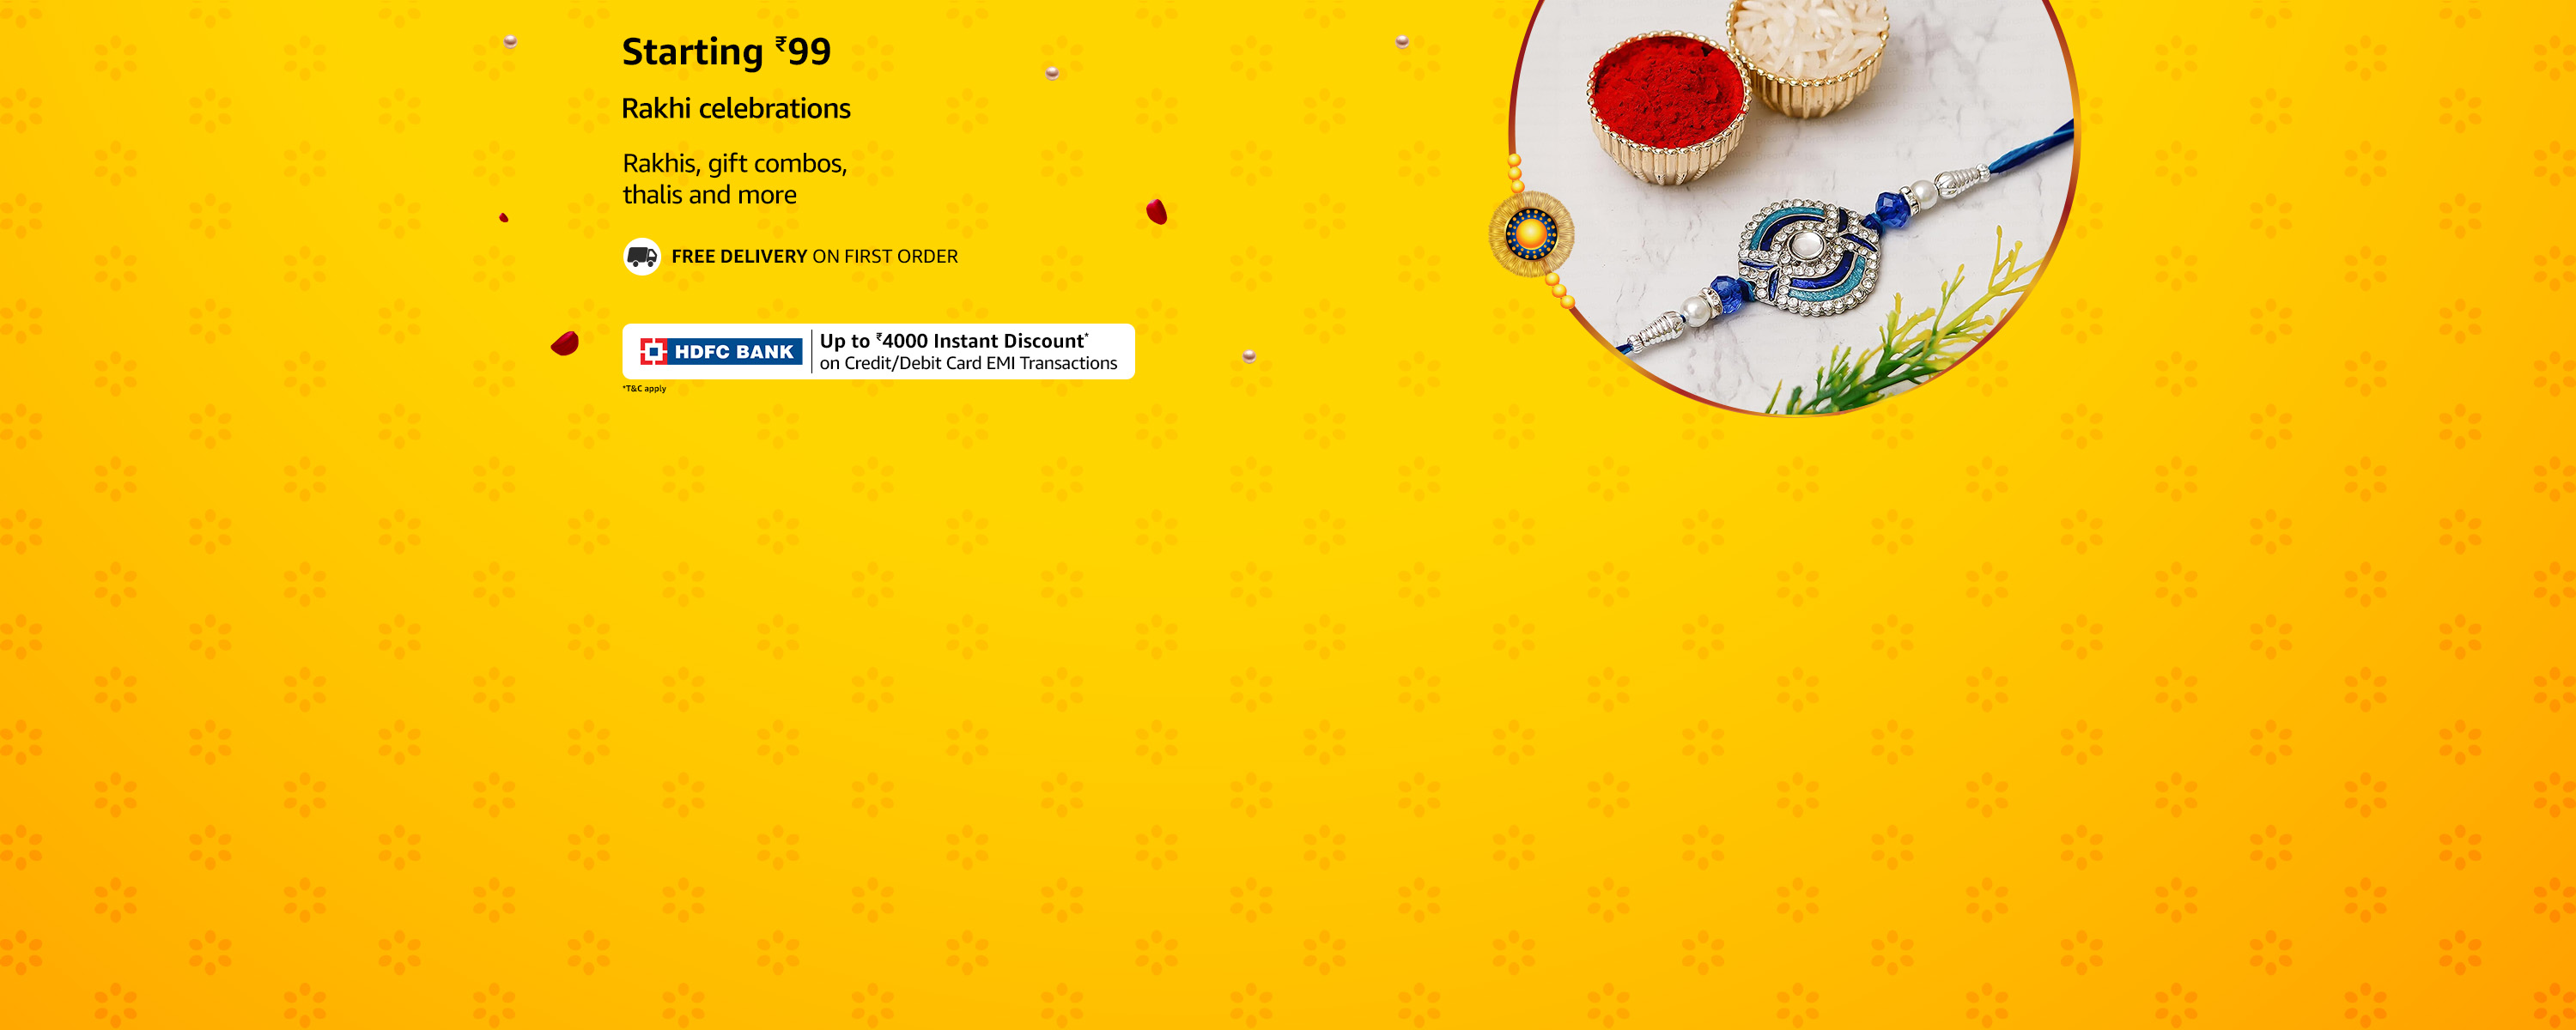 Starting ₹99
Rakhi celebrations
Rakhis, gift combos,
thalis and more
FREE DELIVERY ON FIRST ORDER
HDFC BANK
Up to ₹4000 Instant Discount*
on Credit/Debit Card EMI Transactions
*T&C apply